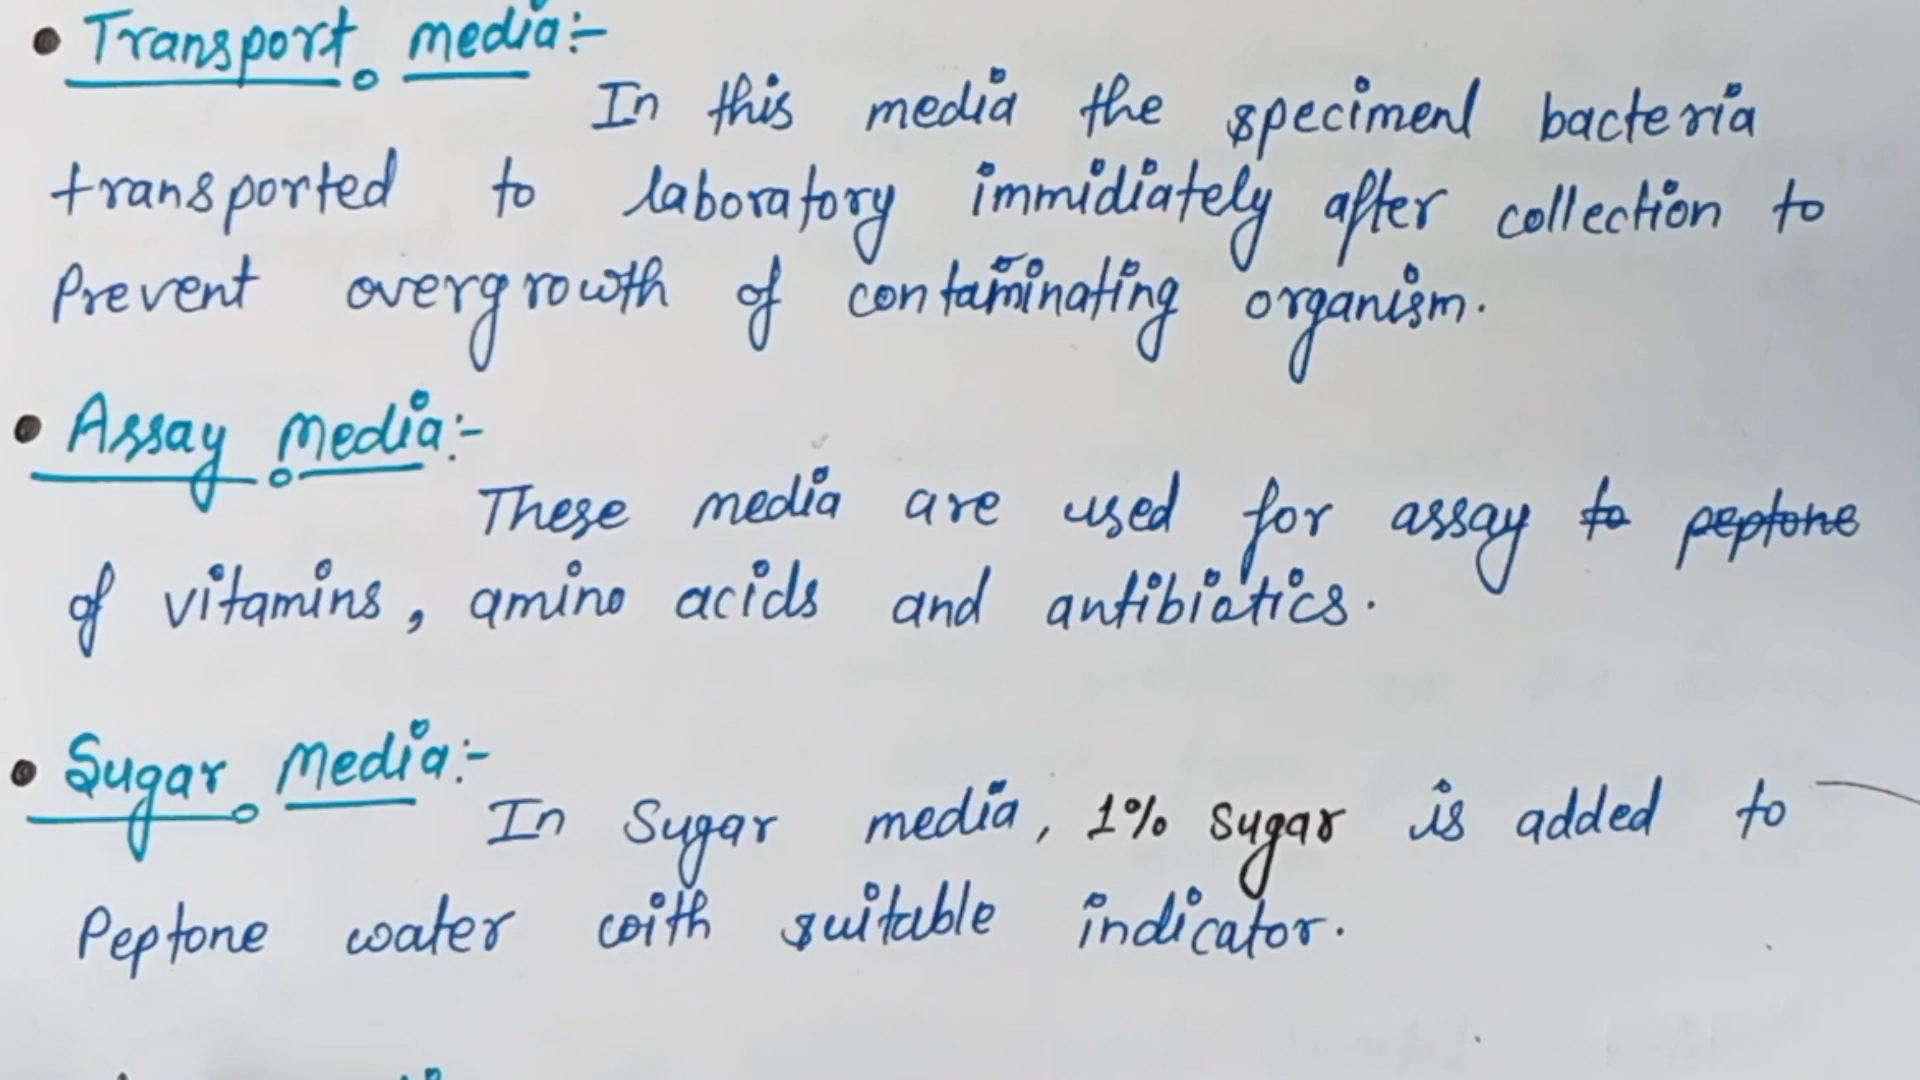 • Transport media:-
In this media the specimenl bacteria
transported to laboratory immidiately after collection to
Prevent overgrowth of contaminating organism.
• Assay Media:-
These media are used for assay ~~to peptone~~
of vitamins, amino acids and antibiotics.
• Sugar Media:-
In Sugar media, 1% sugar is added to
Peptone water with suitable indicator.